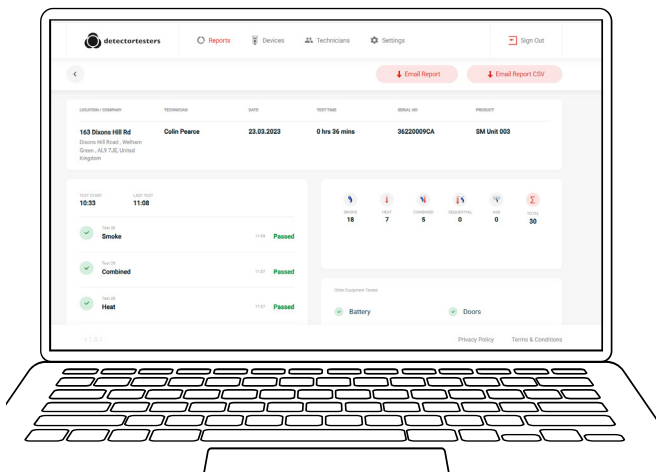 detectortesters
Reports
Devices
Technicians
Settings
Sign Out
Email Report
Email Report CSV
LOCATION / COMPANY
TECHNICIAN
DATE
TEST TIME
SERIAL NO
PRODUCT
163 Dixons Hill Rd
Colin Pearce
23.03.2023
0 hrs 36 mins
36220009CA
SM Unit 003
Dixons Hill Road , Welham
Green , AL9 7JE, United
Kingdom
TEST START
LAST TEST
10:33
11:08
SMOKE
HEAT
COMBINED
SEQUENTIAL
TOTAL
18
7
5
0
0
30
Test 30
Smoke
11:08
Passed
Test 29
Combined
11:07
Passed
Test 28
Heat
11:07
Passed
Other Equipment Tested
Battery
Doors
Privacy Policy
Terms & Conditions